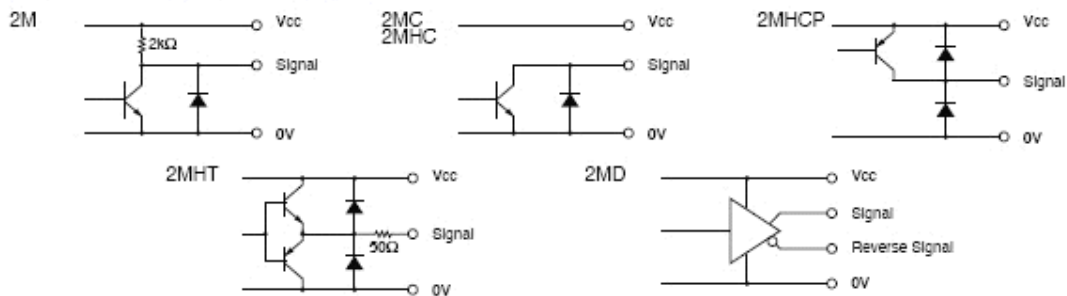 2M
Vcc
2kΩ
Signal
0V
2MC
2MHC
Vcc
Signal
0V
2MHCP
Vcc
Signal
0V
2MHT
Vcc
Signal
50Ω
0V
2MD
Vcc
Signal
Reverse Signal
0V